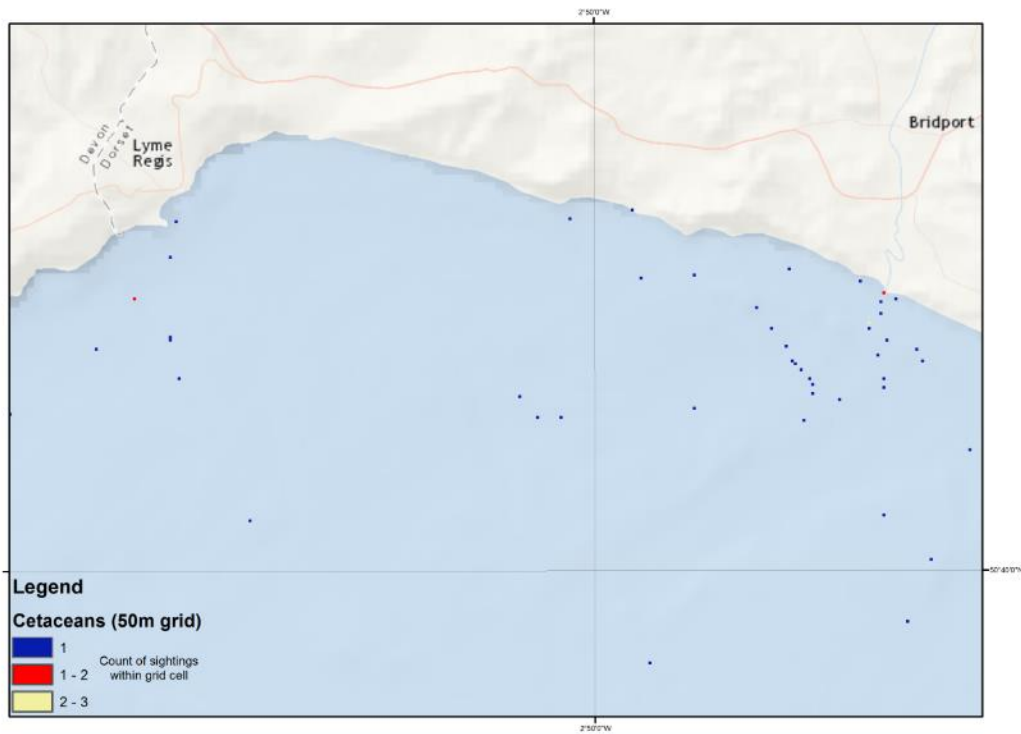 2°50'0"W
Devon
Dorset
Lyme
Regis
Bridport
50°40'0"N
Legend
Cetaceans (50m grid)
1
1 - 2
2 - 3
Count of sightings
within grid cell
2°50'0"W